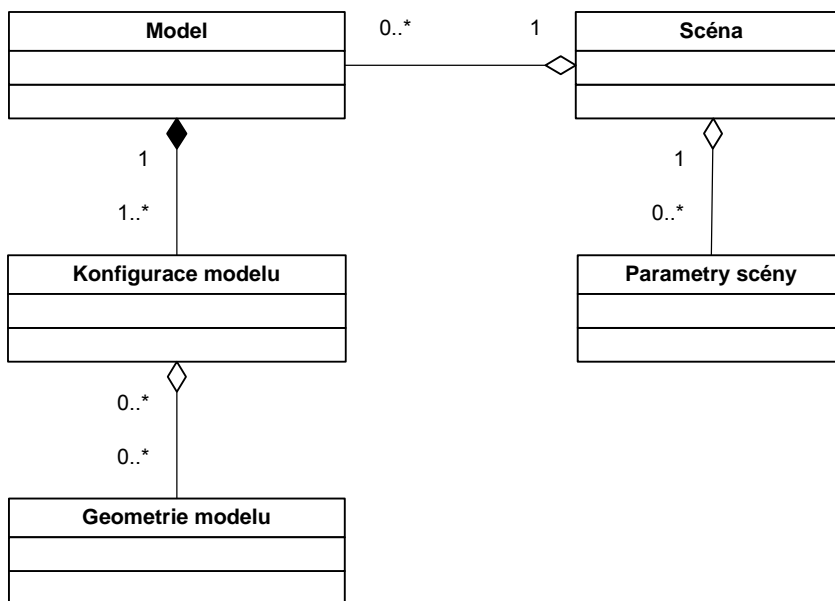 Model
0..*
1
Scéna
1
1..*
1
0..*
Konfigurace modelu
Parametry scény
0..*
0..*
Geometrie modelu